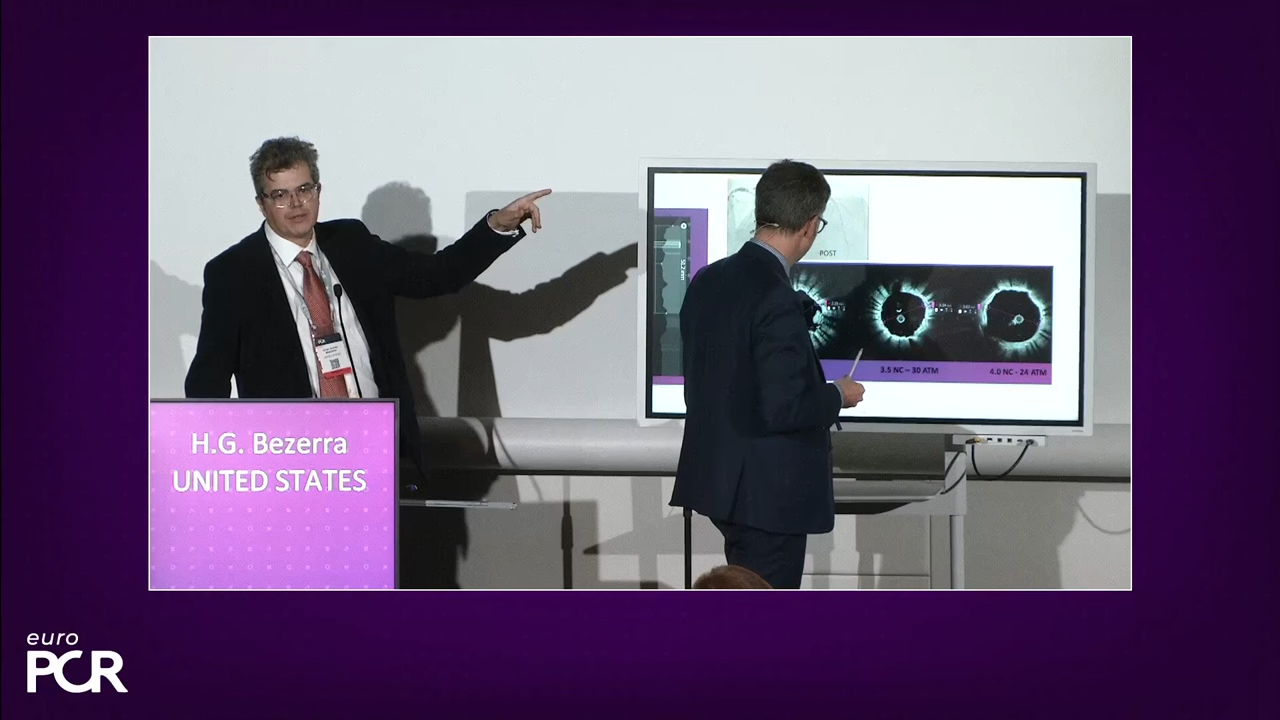 POST
3.5 NC – 30 ATM
4.0 NC - 24 ATM
H.G. Bezerra
UNITED STATES
euro
PCR